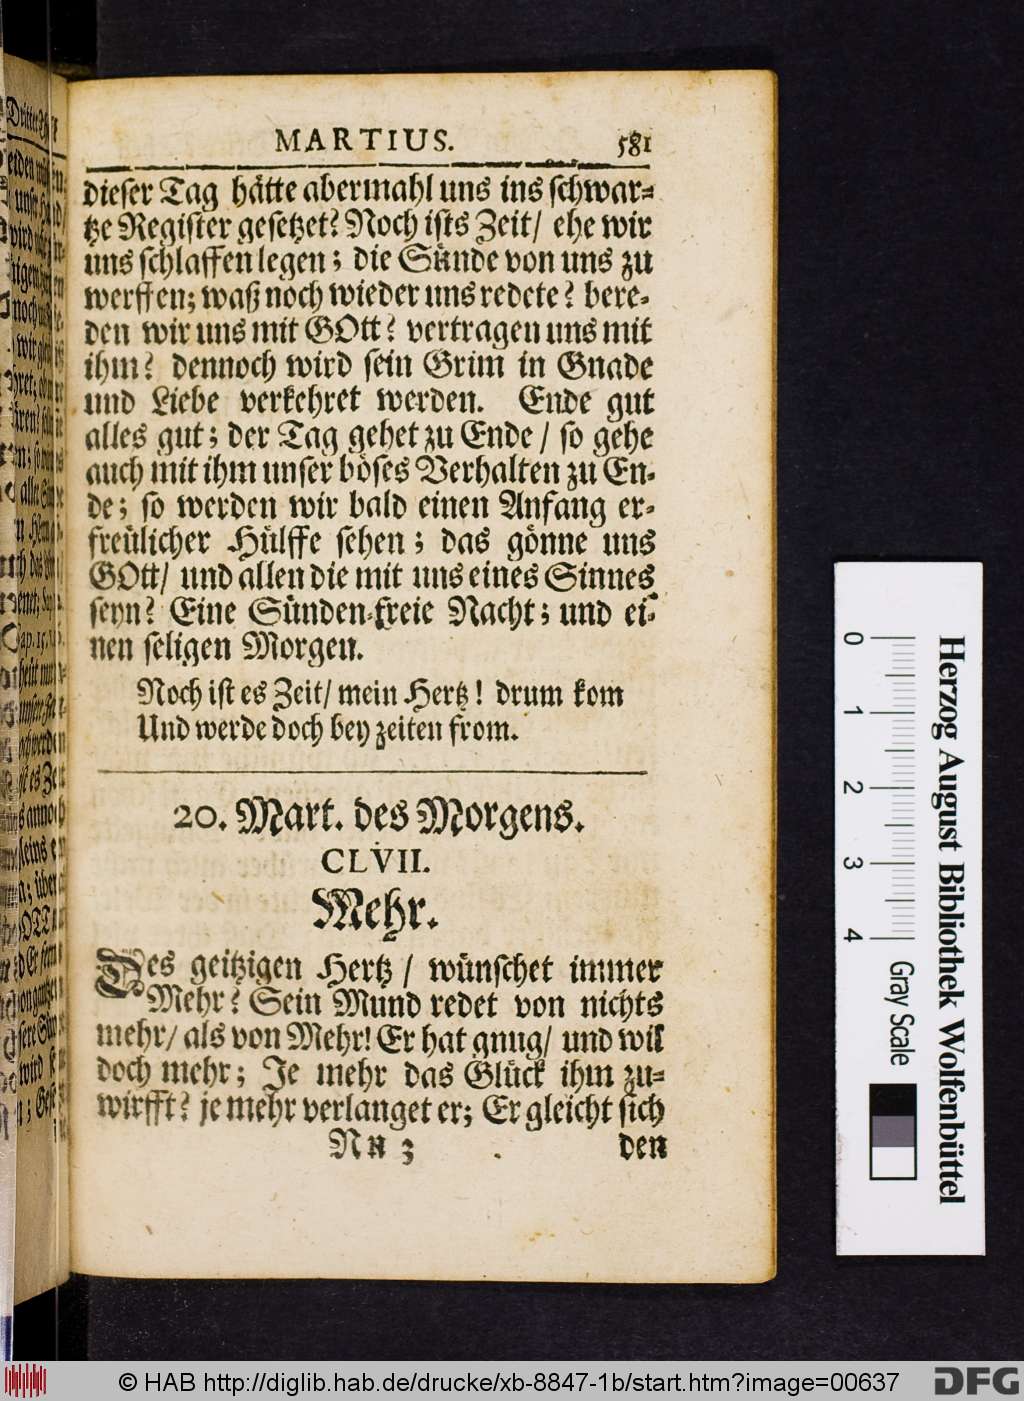 MARTIUS. 581
dieser Tag hätte abermahl uns ins schwar-
tze Register gesetzet? Noch ists Zeit/ ehe wir
uns schlaffen legen; die Sünde von uns zu
werffen; waß noch wieder uns redete? bere-
den wir uns mit GOtt? vertragen uns mit
ihm? dennoch wird sein Grim in Gnade
und Liebe verkehret werden. Ende gut
alles gut; der Tag gehet zu Ende/ so gehe
auch mit ihm unser böses Verhalten zu En-
de; so werden wir bald einen Anfang er-
freülicher Hülffe sehen; das gönne uns
GOtt/ und allen die mit uns eines Sinnes
seyn? Eine Sünden-freie Nacht; und ei-
nen seligen Morgen.
Noch ist es Zeit/ mein Hertz! drum kom
Und werde doch bey zeiten from.
20. Mart. des Morgens.
CLVII.
Mehr.
Des geitzigen Hertz/ wünschet immer
Mehr? Sein Mund redet von nichts
mehr/ als von Mehr! Er hat gnug/ und wil
doch mehr; Je mehr das Glück ihm zu-
wirfft? je mehr verlanget er; Er gleicht sich
Nn 3 den
Herzog August Bibliothek Wolfenbüttel
0 1 2 3 4
Gray Scale
© HAB http://diglib.hab.de/drucke/xb-8847-1b/start.htm?image=00637
DFG